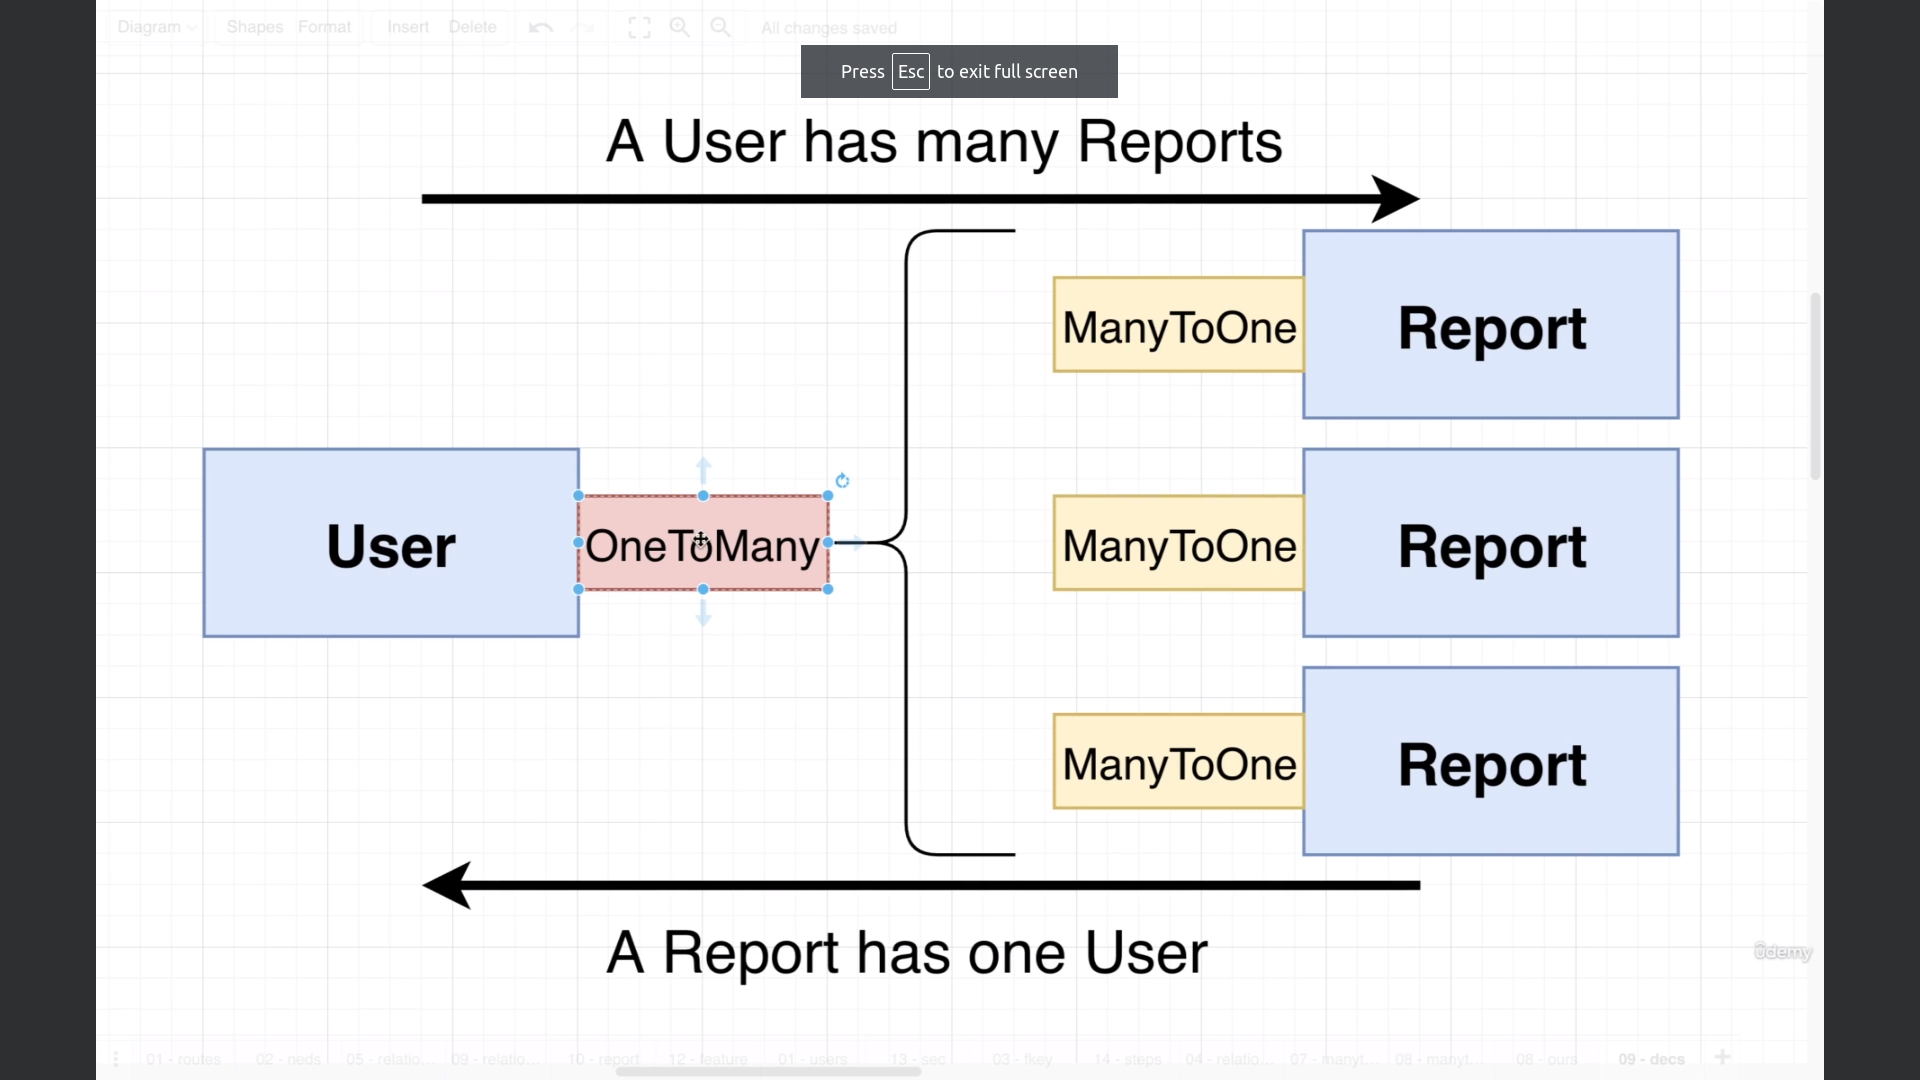 Diagram Shapes Format Insert Delete All changes saved
Press Esc to exit full screen
A User has many Reports
ManyToOne Report
User OneToMany ManyToOne Report
ManyToOne Report
A Report has one User
ûdemy
01 - routes 02 - neds 05 - relatio... 09 - relatio... 10 - report 12 - feature 01 - users 13 - sec 03 - fkey 14 - steps 04 - relatio... 07 - manyt... 08 - manyt... 08 - ours 09 - decs